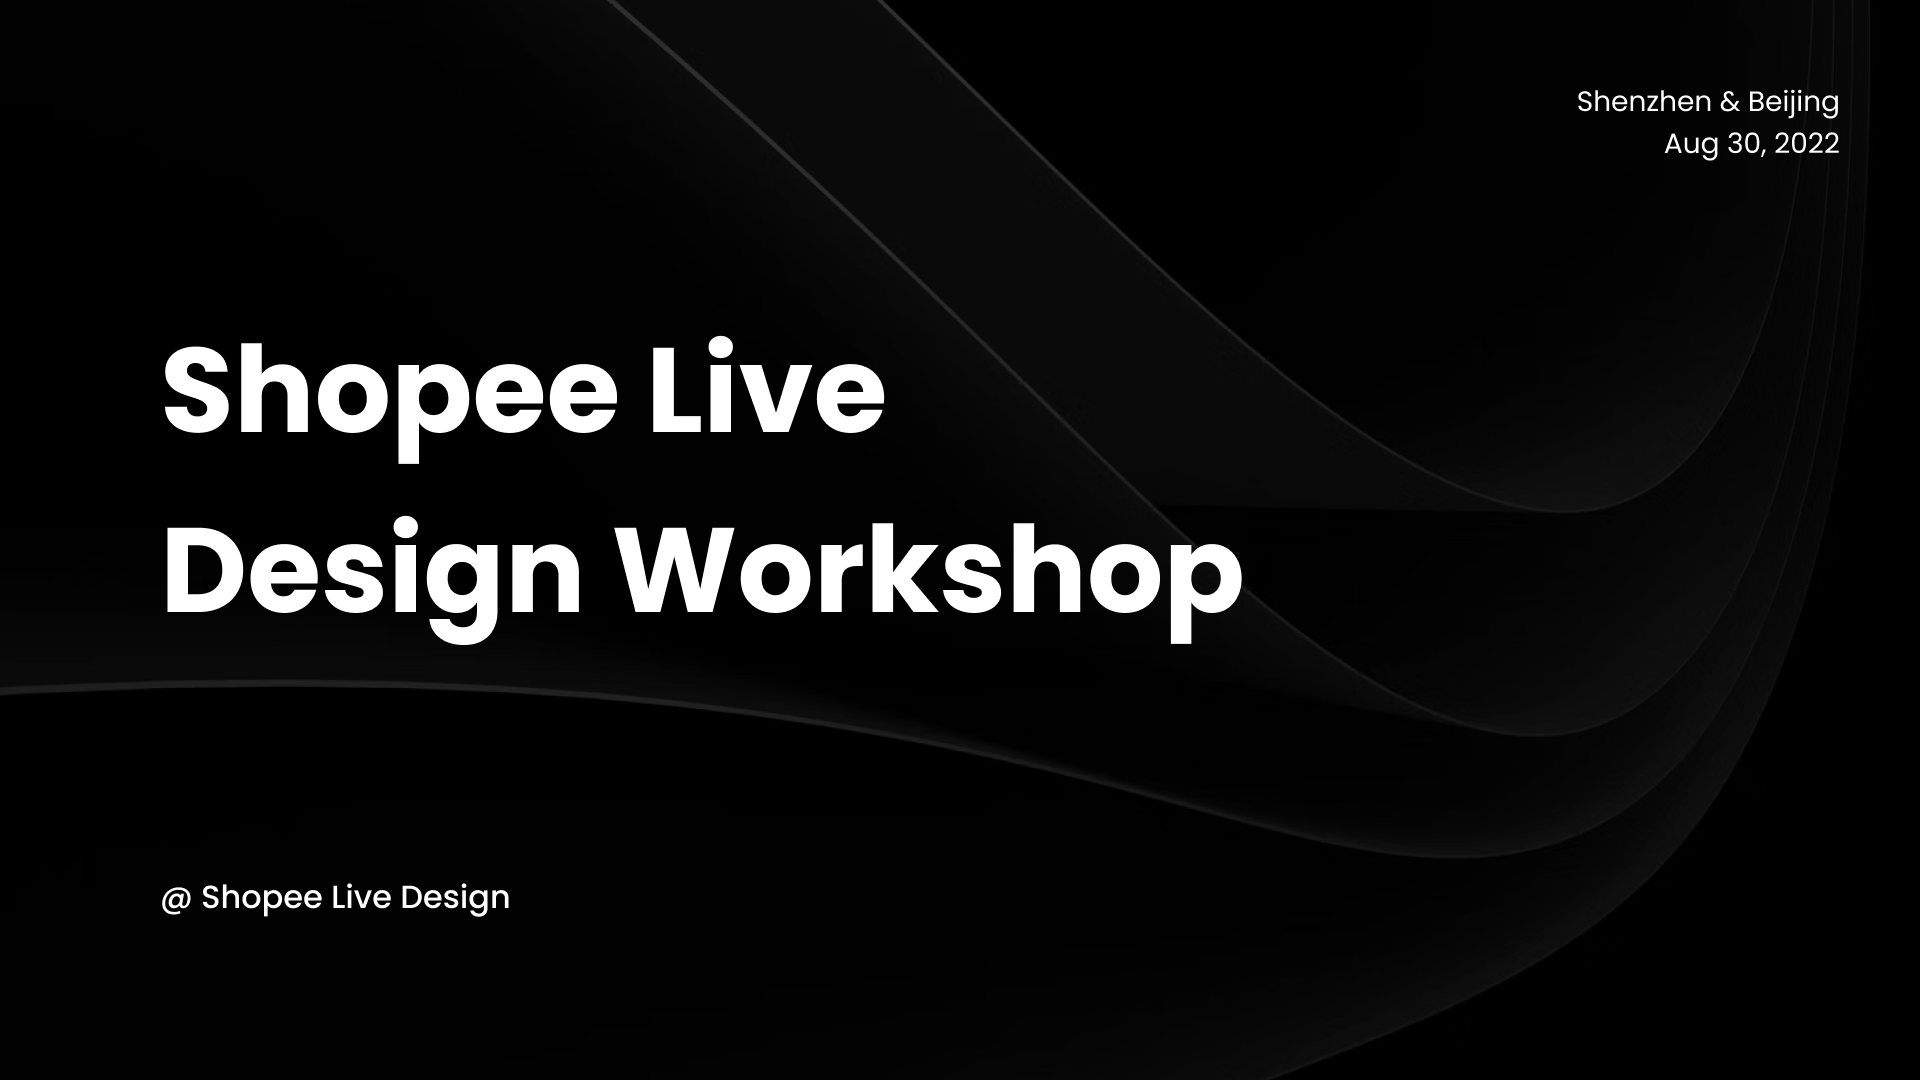 Shenzhen & Beijing
Aug 30, 2022
Shopee Live
Design Workshop
@ Shopee Live Design